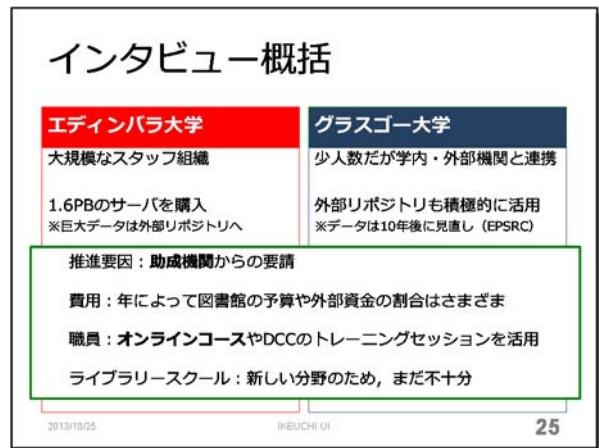 インタビュー概括
エディンバラ大学
大規模なスタッフ組織
1.6PBのサーバを購入
※巨大データは外部リポジトリへ
グラスゴー大学
少人数だが学内・外部機関と連携
外部リポジトリも積極的に活用
※データは10年後に見直し（EPSRC）
推進要因：助成機関からの要請
費用：年によって図書館の予算や外部資金の割合はさまざま
職員：オンラインコースやDCCのトレーニングセッションを活用
ライブラリースクール：新しい分野のため，まだ不十分
2013/10/25
IKEUCHI UI
25